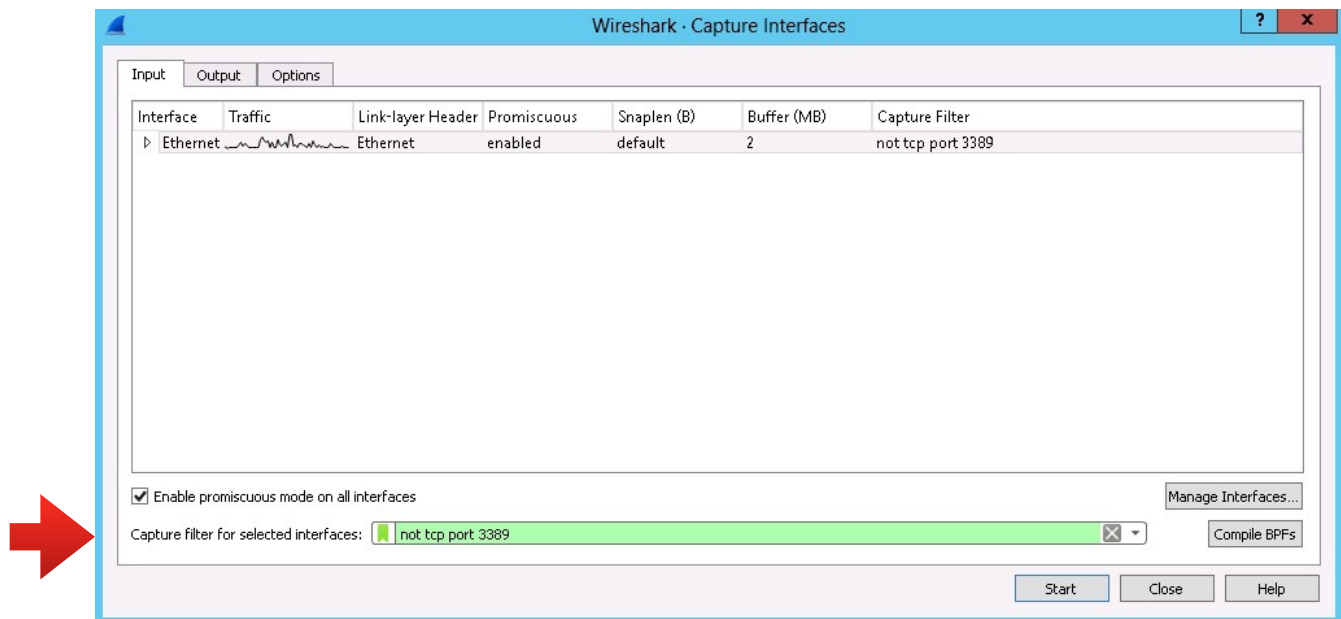 Wireshark · Capture Interfaces
? x
Input Output Options
Interface Traffic Link-layer Header Promiscuous Snaplen (B) Buffer (MB) Capture Filter
Ethernet Ethernet enabled default 2 not tcp port 3389
Enable promiscuous mode on all interfaces Manage Interfaces...
Capture filter for selected interfaces: not tcp port 3389 Compile BPFs
Start Close Help